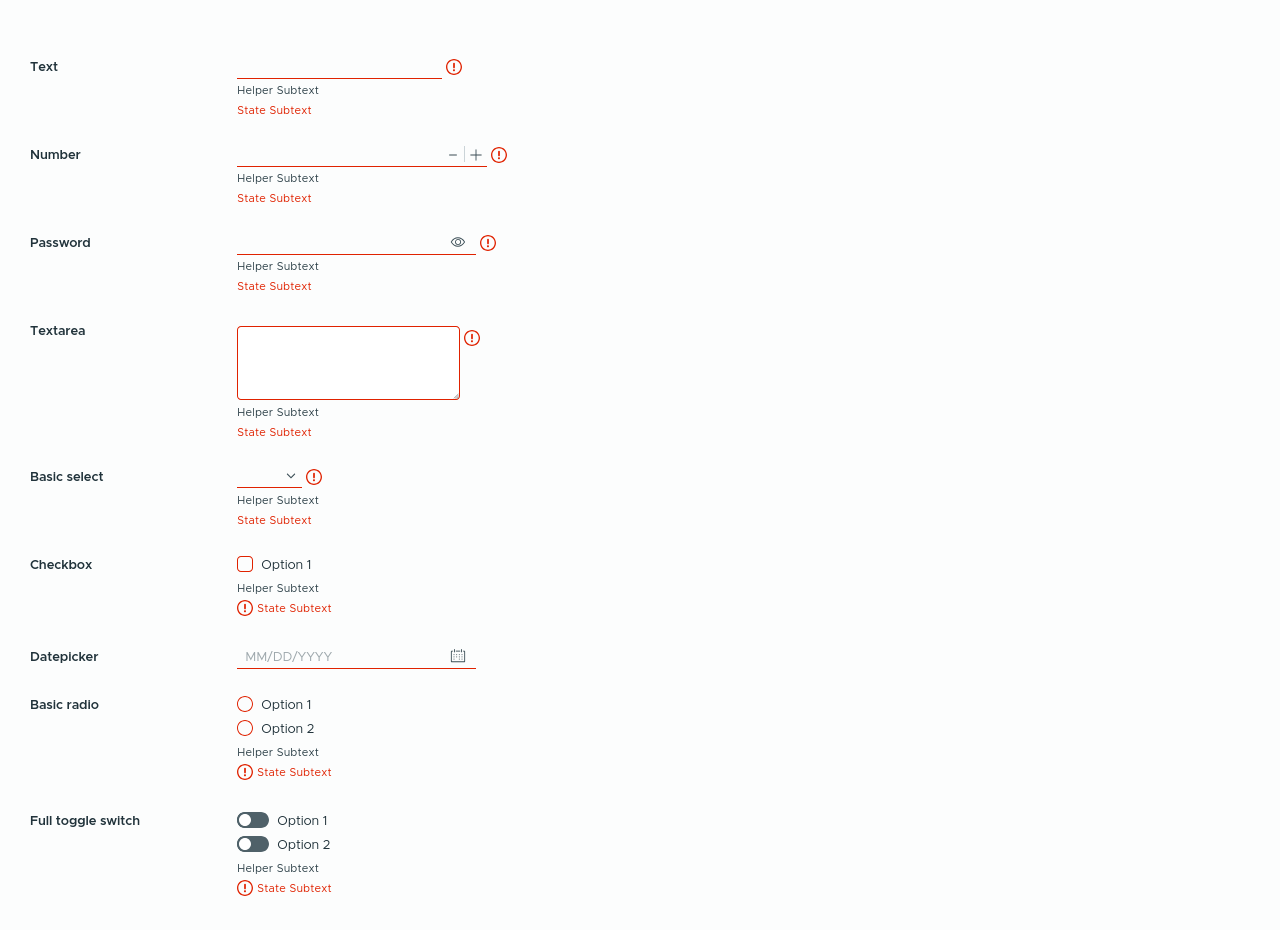 Text
Helper Subtext
State Subtext
Number
Helper Subtext
State Subtext
Password
Helper Subtext
State Subtext
Textarea
Helper Subtext
State Subtext
Basic select
Helper Subtext
State Subtext
Checkbox Option 1
Helper Subtext
State Subtext
Datepicker MM/DD/YYYY
Basic radio Option 1
Option 2
Helper Subtext
State Subtext
Full toggle switch Option 1
Option 2
Helper Subtext
State Subtext